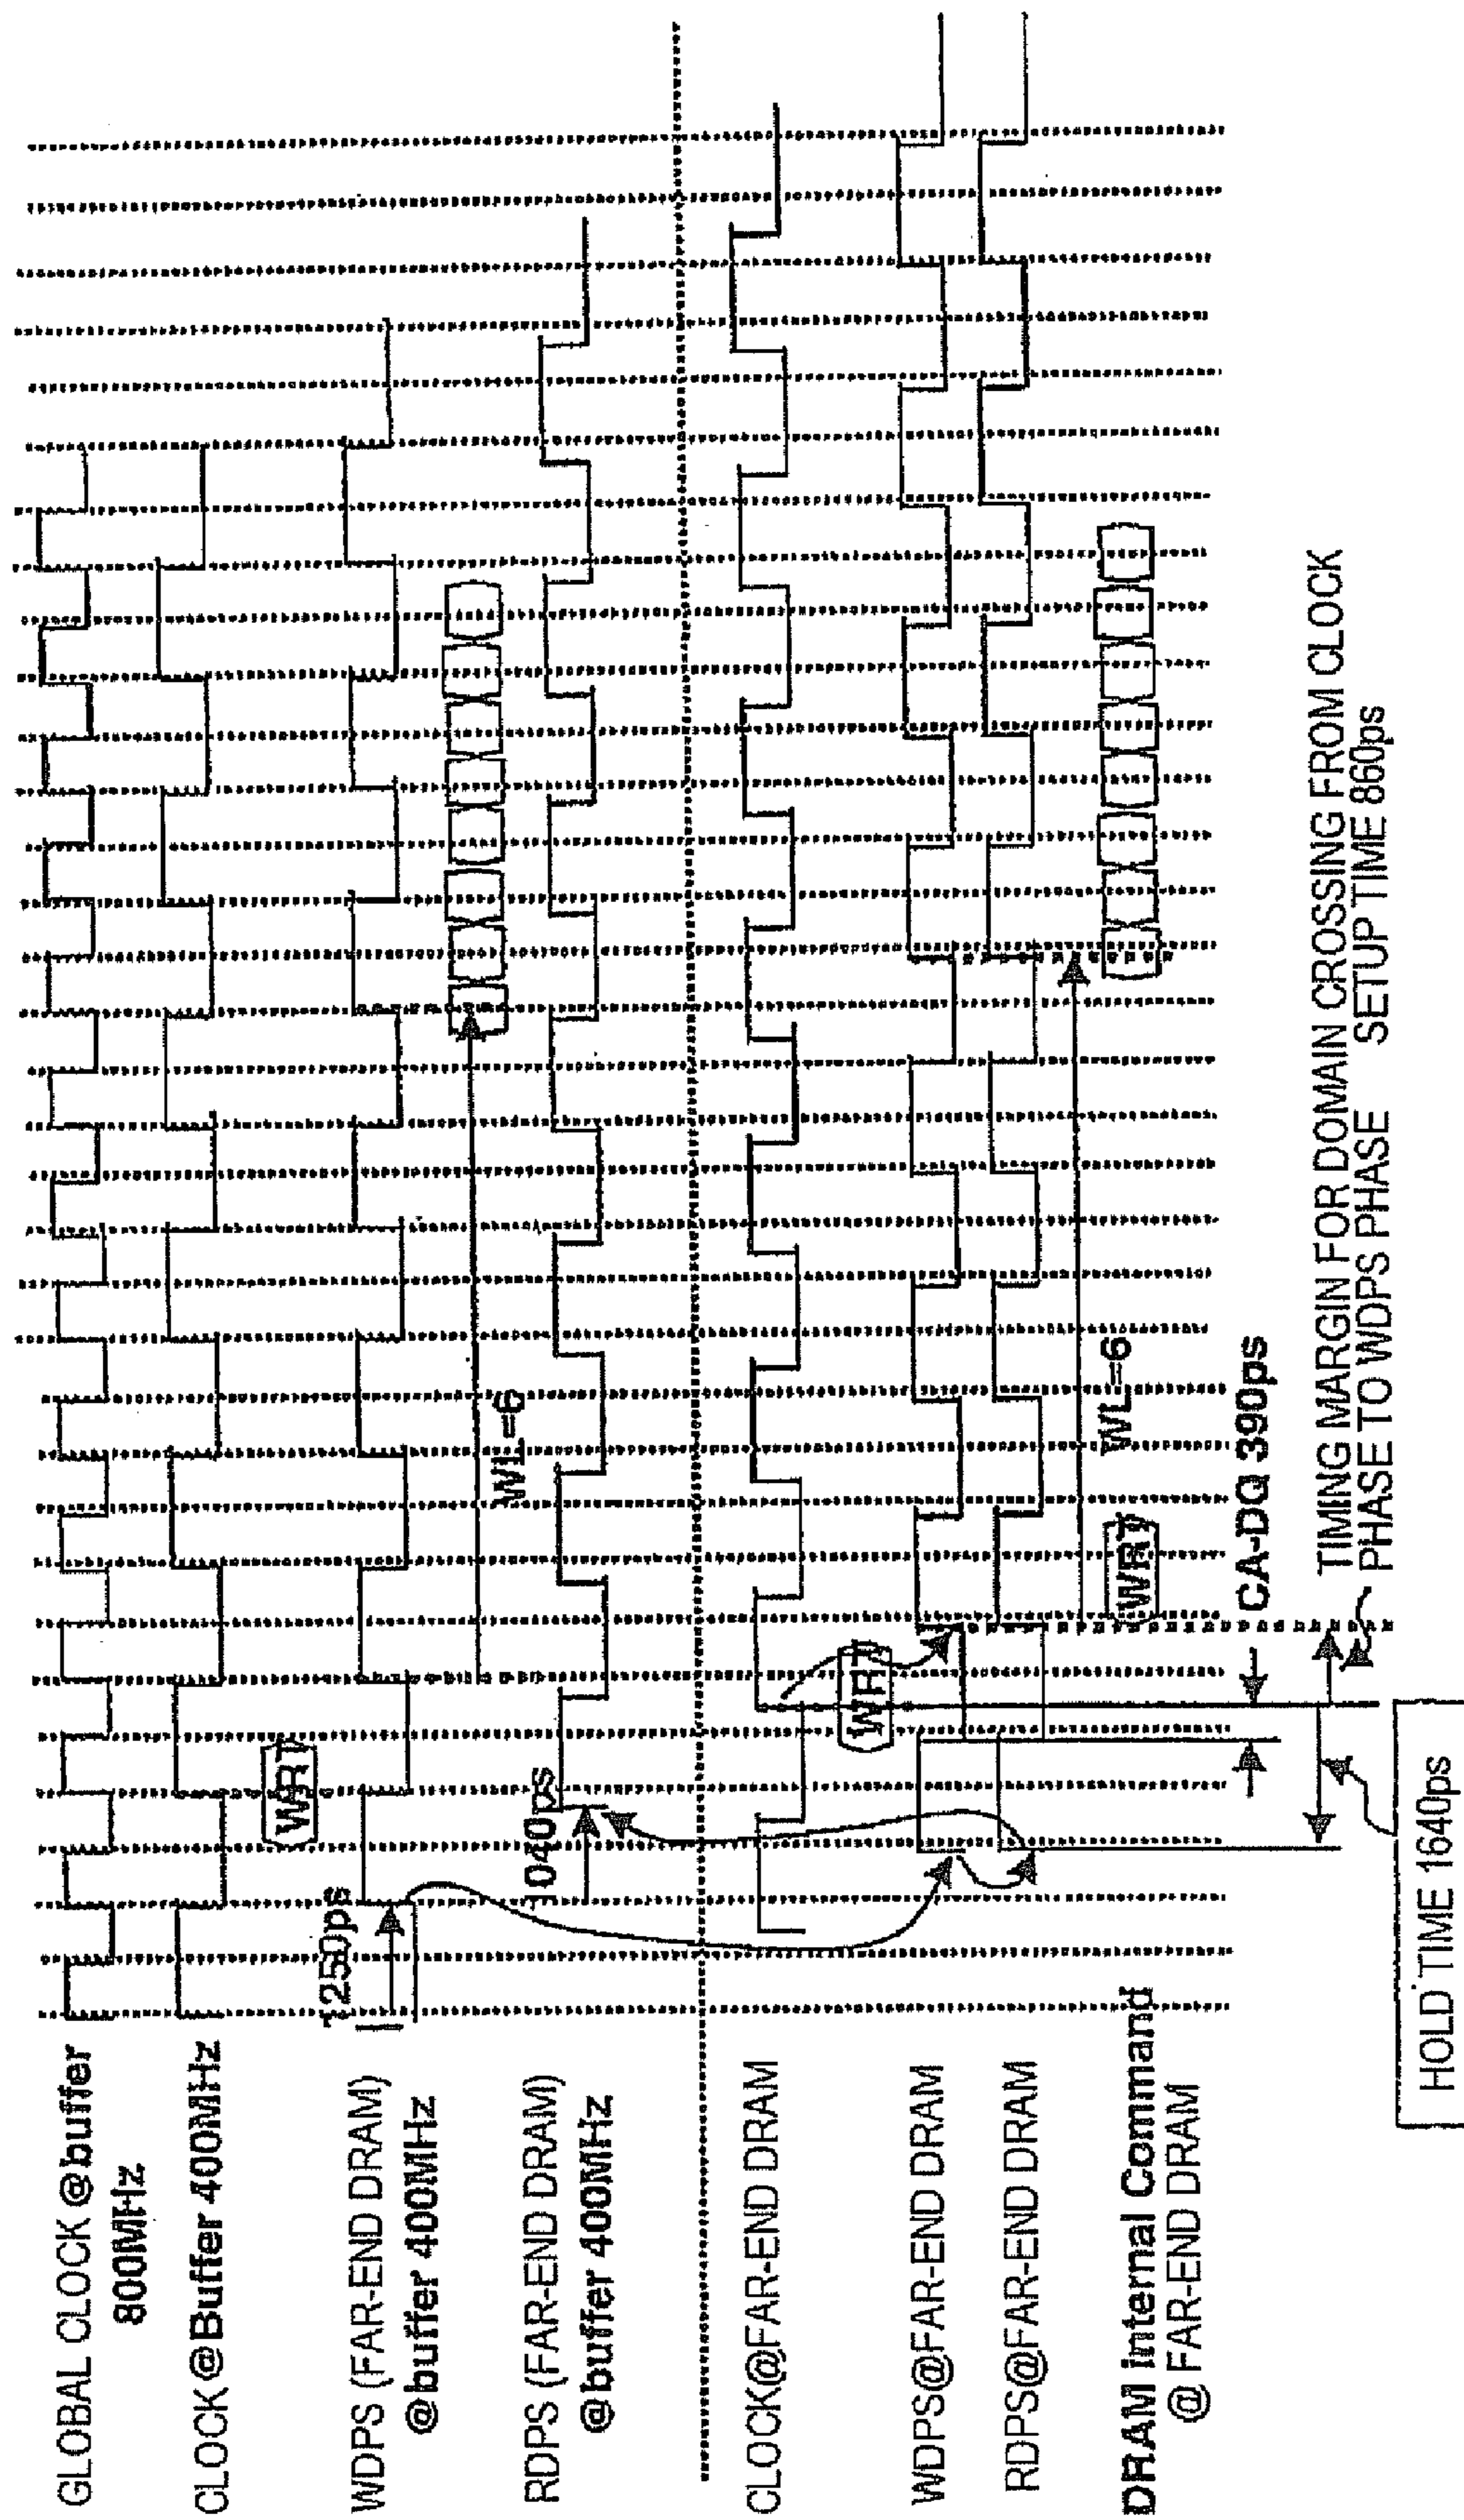 GLOBAL CLOCK @buffer
800MHz
CLOCK@Buffer 400MHz
WRT
1250ps
WDPS (FAR-END DRAM)
@buffer 400MHz
WL=6
1040ps
RDPS (FAR-END DRAM)
@buffer 400MHz
CLOCK@FAR-END DRAM
WRT
WDPS@FAR-END DRAM
RDPS@FAR-END DRAM
WL=6
WRT
DRAM Internal Command
@ FAR-END DRAM
CA-DQ 390ps
TIMING MARGIN FOR DOMAIN CROSSING FROM CLOCK
PHASE TO WDPS PHASE SETUP TIME 860ps
HOLD TIME 1640ps